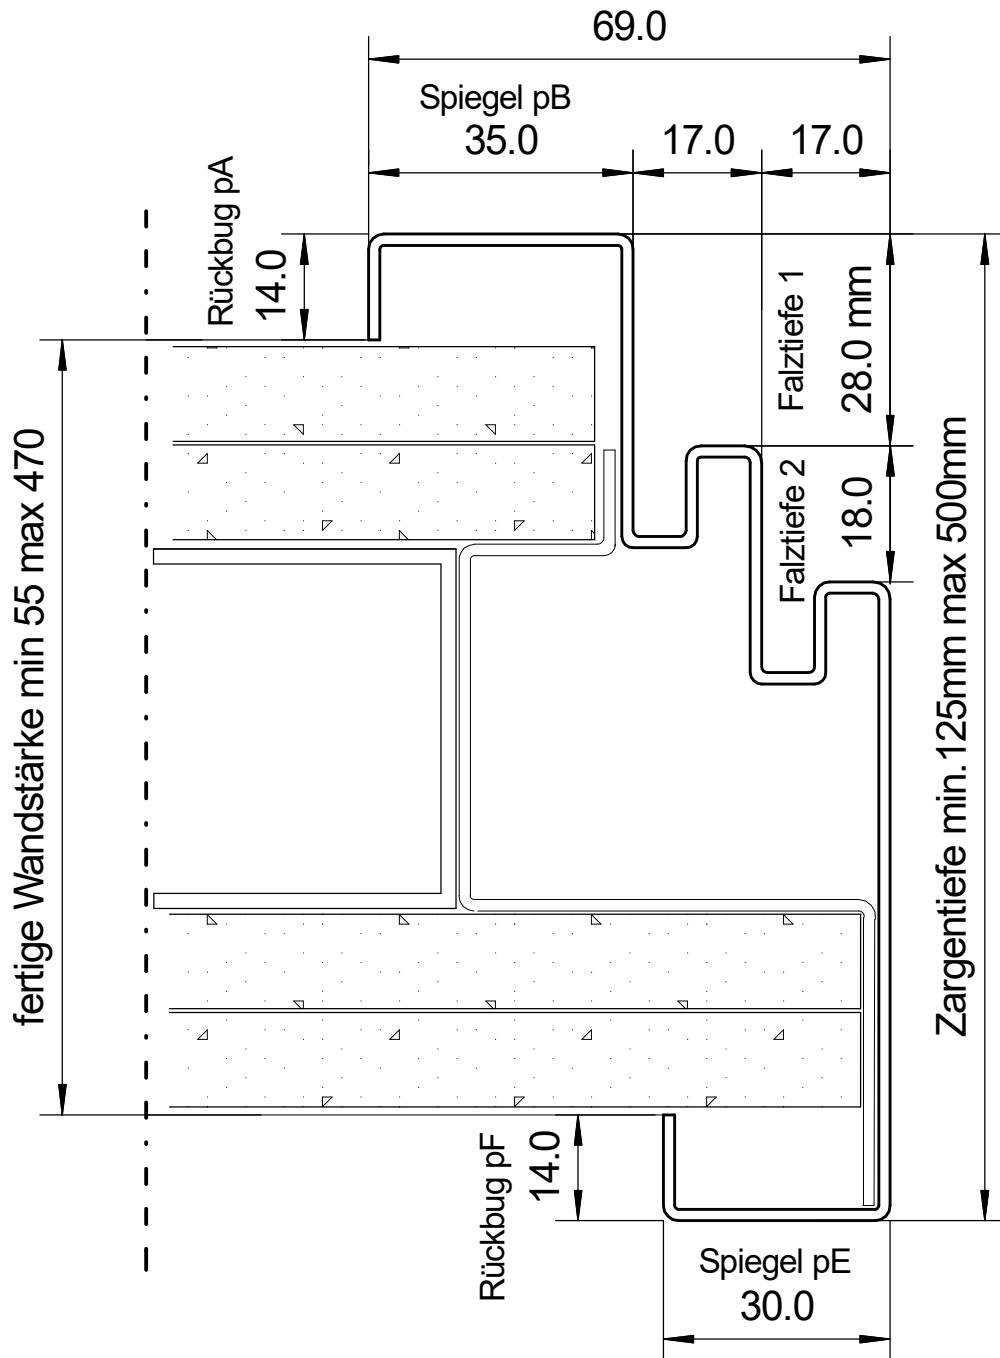 69.0
Spiegel pB
35.0
17.0
17.0
Rückbug pA
14.0
Falztiefe 1
28.0 mm
Falztiefe 2
18.0
fertige Wandstärke min 55 max 470
Zargentiefe min.125mm max 500mm
Rückbug pF
14.0
Spiegel pE
30.0